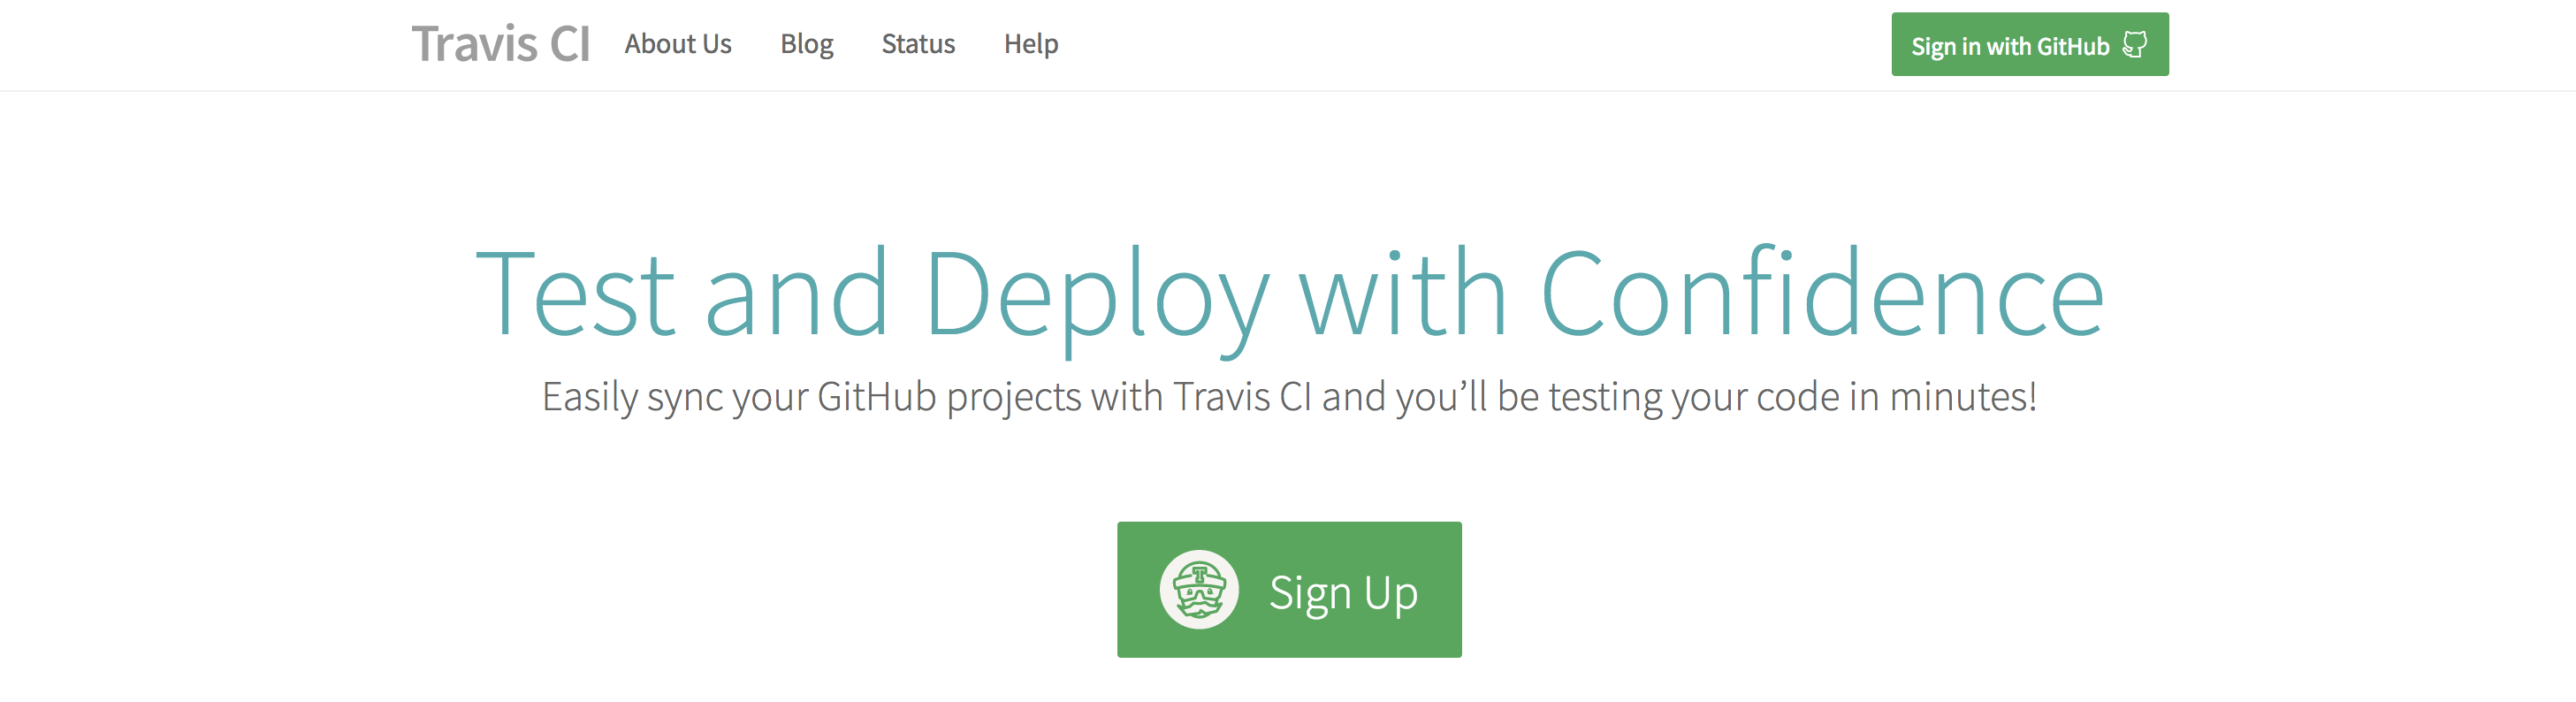 Travis CI About Us Blog Status Help Sign in with GitHub
Test and Deploy with Confidence
Easily sync your GitHub projects with Travis CI and you’ll be testing your code in minutes!
T Sign Up